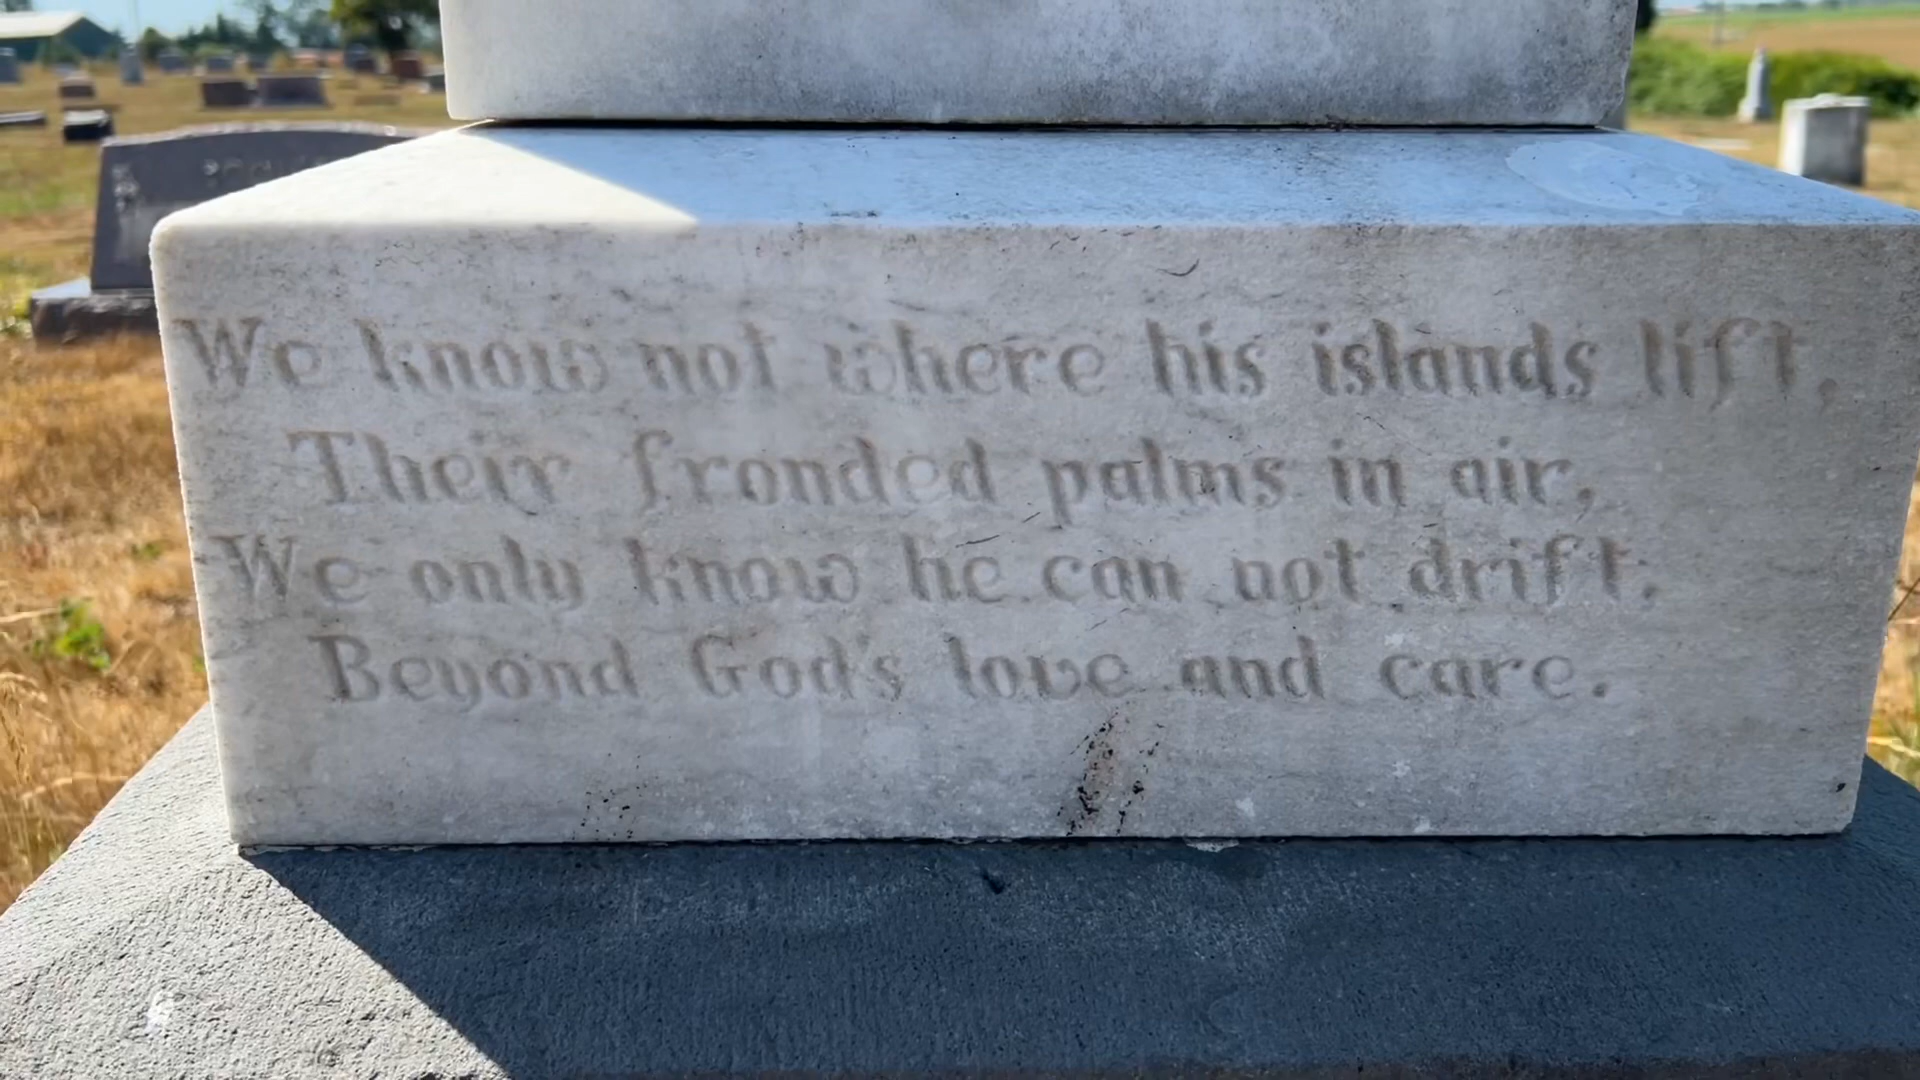 We know not where his islands lift,
Their fronded palms in air,
We only know he can not drift.
Beyond God's love and care.